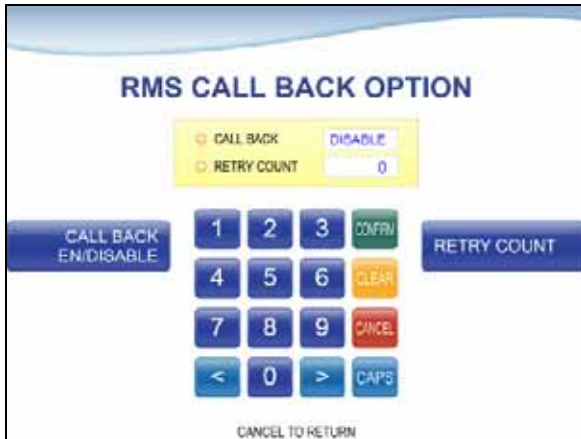 RMS CALL BACK OPTION
CALL BACK DISABLE
RETRY COUNT 0
CALL BACK
EN/DISABLE
1 2 3 CONFIRM
RETRY COUNT
4 5 6 CLEAR
7 8 9 CANCEL
< 0 > CAPS
CANCEL TO RETURN